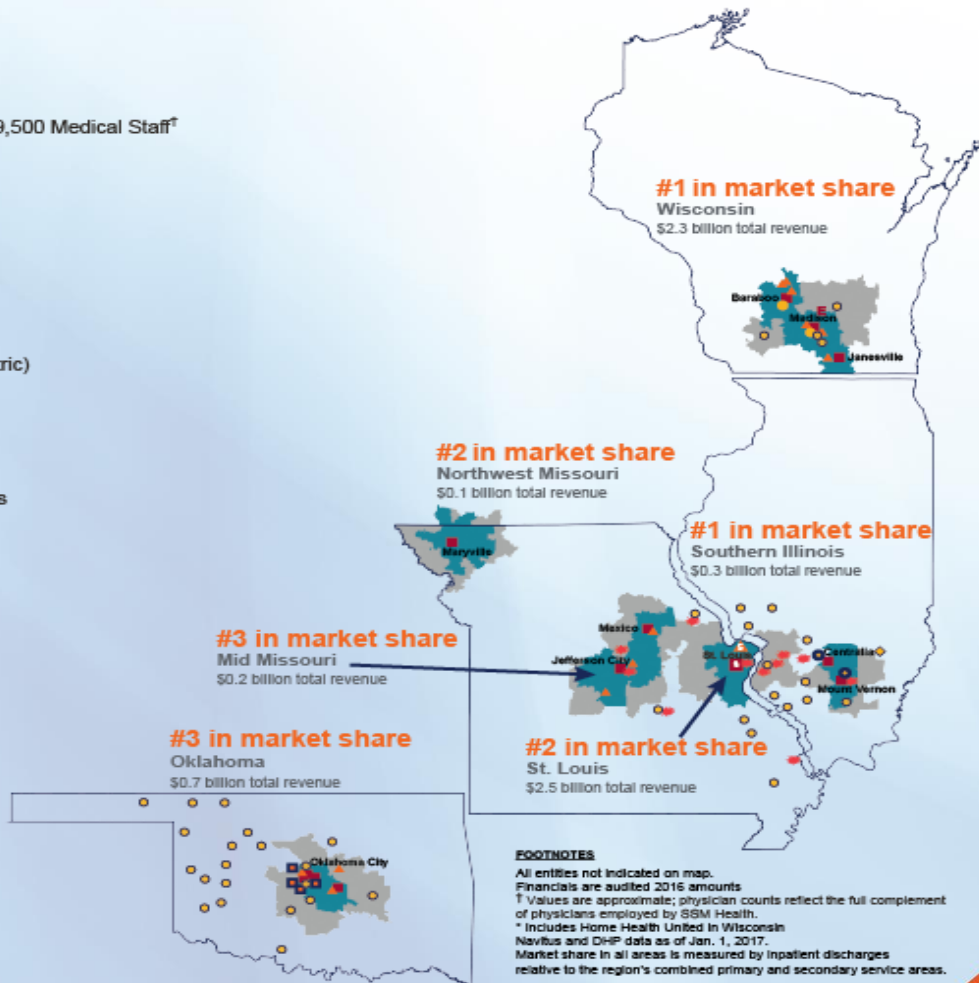 9,500 Medical Staff†
#1 in market share
Wisconsin
$2.3 billion total revenue
Baraboo
E
Madison
Janesville
ric)
#2 in market share
Northwest Missouri
$0.1 billion total revenue
s
Maryville
#1 in market share
Southern Illinois
$0.3 billion total revenue
#3 in market share
Mid Missouri
$0.2 billion total revenue
Mexico
Jefferson City
St. Louis
Centralia
Mount Vernon
#3 in market share
Oklahoma
$0.7 billion total revenue
#2 in market share
St. Louis
$2.5 billion total revenue
Oklahoma City
FOOTNOTES
All entities not indicated on map.
Financials are audited 2016 amounts
† Values are approximate; physician counts reflect the full complement
of physicians employed by SSM Health.
* Includes Home Health United in Wisconsin
Navitus and DHP data as of Jan. 1, 2017.
Market share in all areas is measured by inpatient discharges
relative to the region's combined primary and secondary service areas.